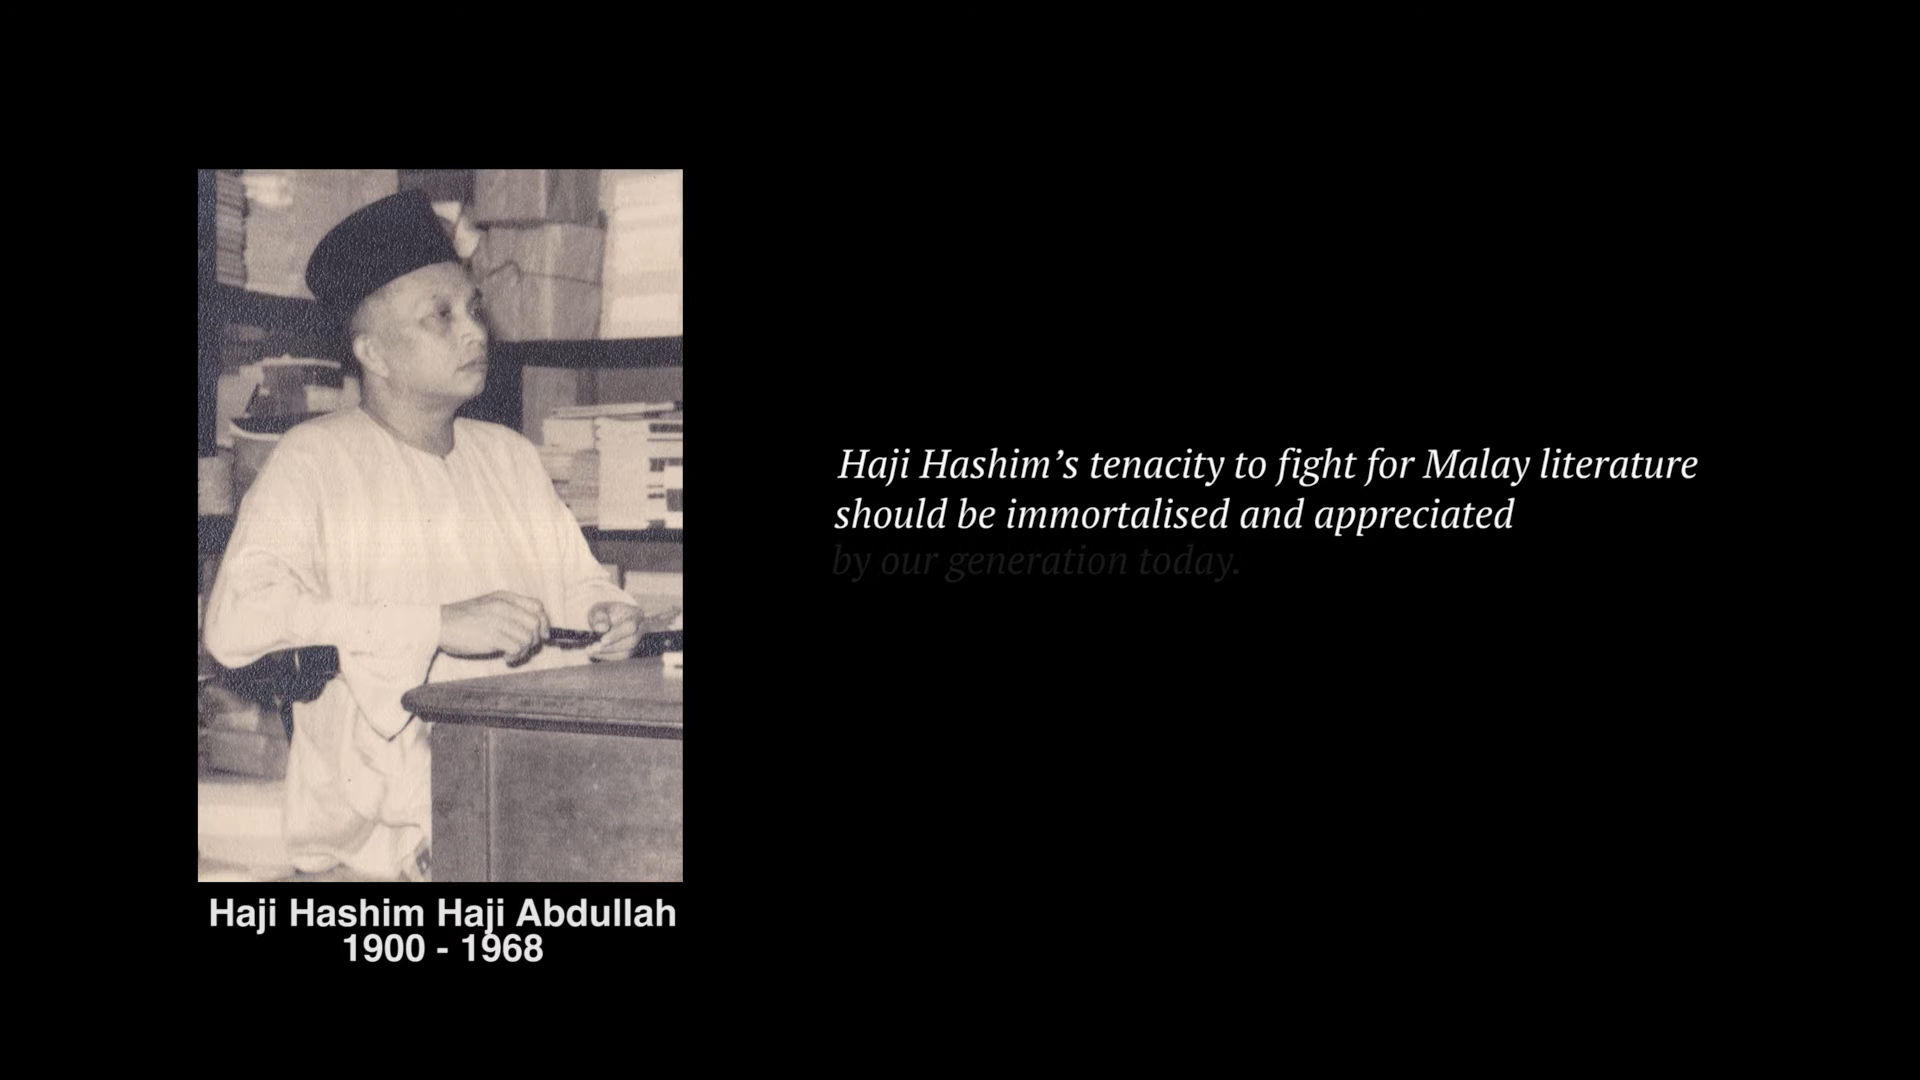 Haji Hashim’s tenacity to fight for Malay literature
should be immortalised and appreciated
by our generation today.
Haji Hashim Haji Abdullah
1900 - 1968